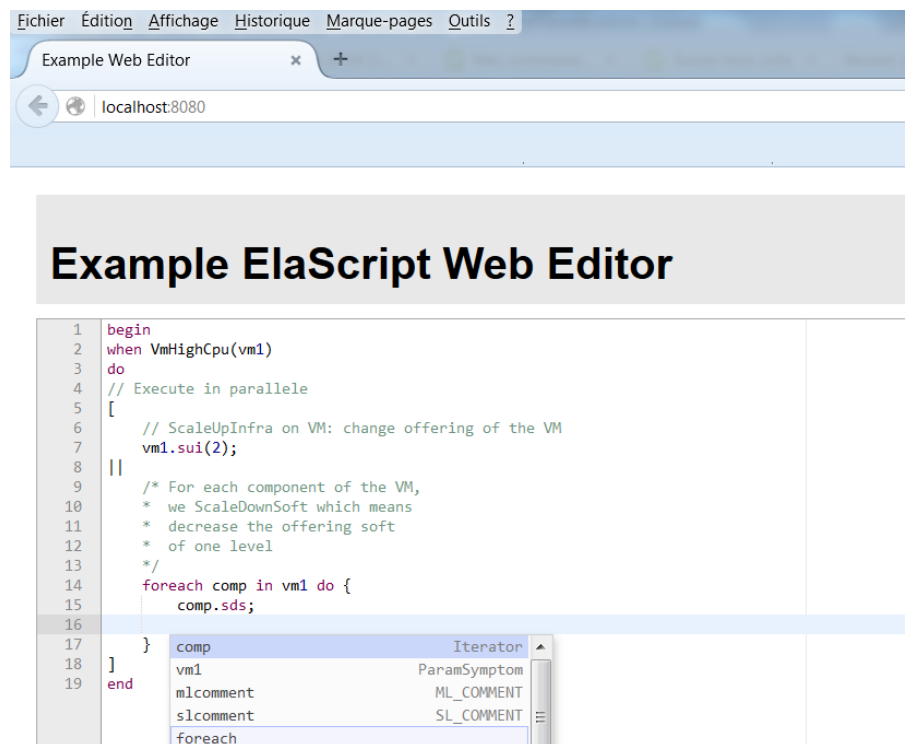 Fichier Édition Affichage Historique Marque-pages Outils ?
Example Web Editor × +
localhost:8080
Example ElaScript Web Editor
1 begin
2 when VmHighCpu(vm1)
3 do
4 // Execute in parallele
5 [
6 // ScaleUpInfra on VM: change offering of the VM
7 vm1.sui(2);
8 ||
9 /* For each component of the VM,
10 * we ScaleDownSoft which means
11 * decrease the offering soft
12 * of one level
13 */
14 foreach comp in vm1 do {
15 comp.sds;
16
17 }
18 ]
19 end
comp Iterator
vm1 ParamSymptom
mlcomment ML_COMMENT
slcomment SL_COMMENT
foreach